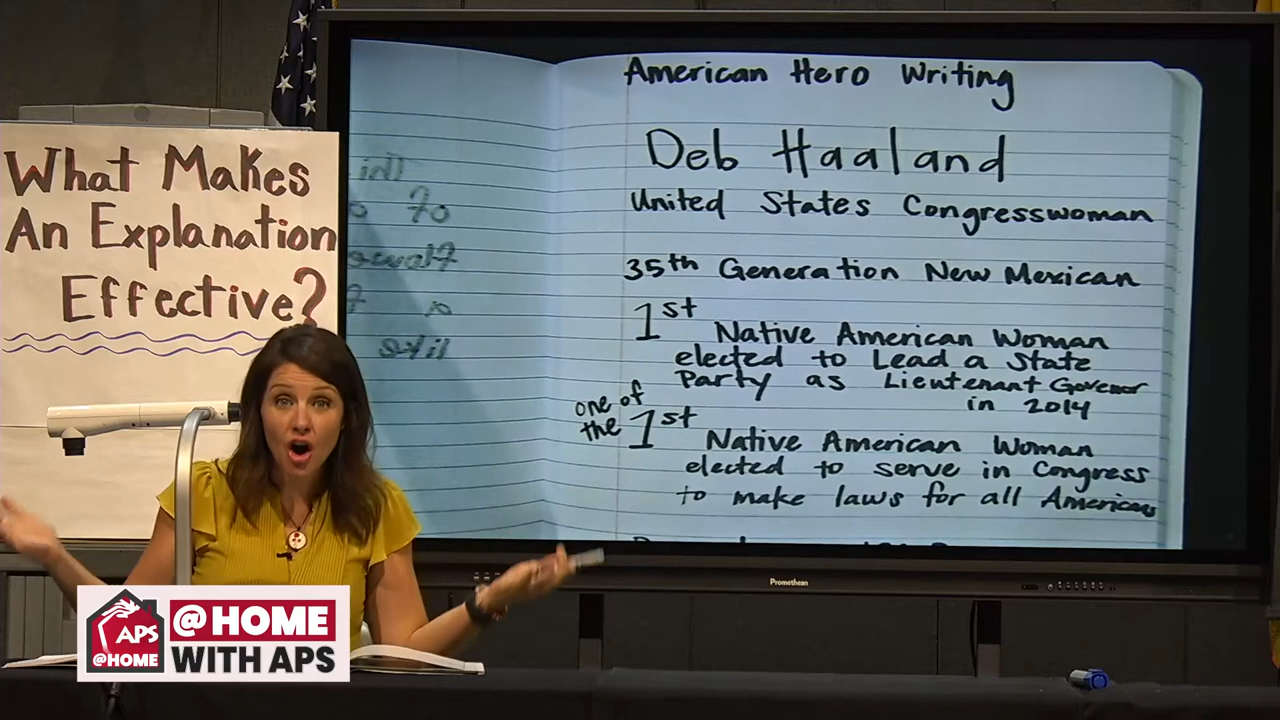 What Makes
An Explanation
Effective?
American Hero Writing
Deb Haaland
United States Congresswoman
35th Generation New Mexican
1st Native American Woman
elected to Lead a State
Party as Lieutenant Govenor
in 2014
one of
the 1st Native American Woman
elected to serve in Congress
to make laws for all Americans
Promethean
APS
@HOME
@HOME
WITH APS